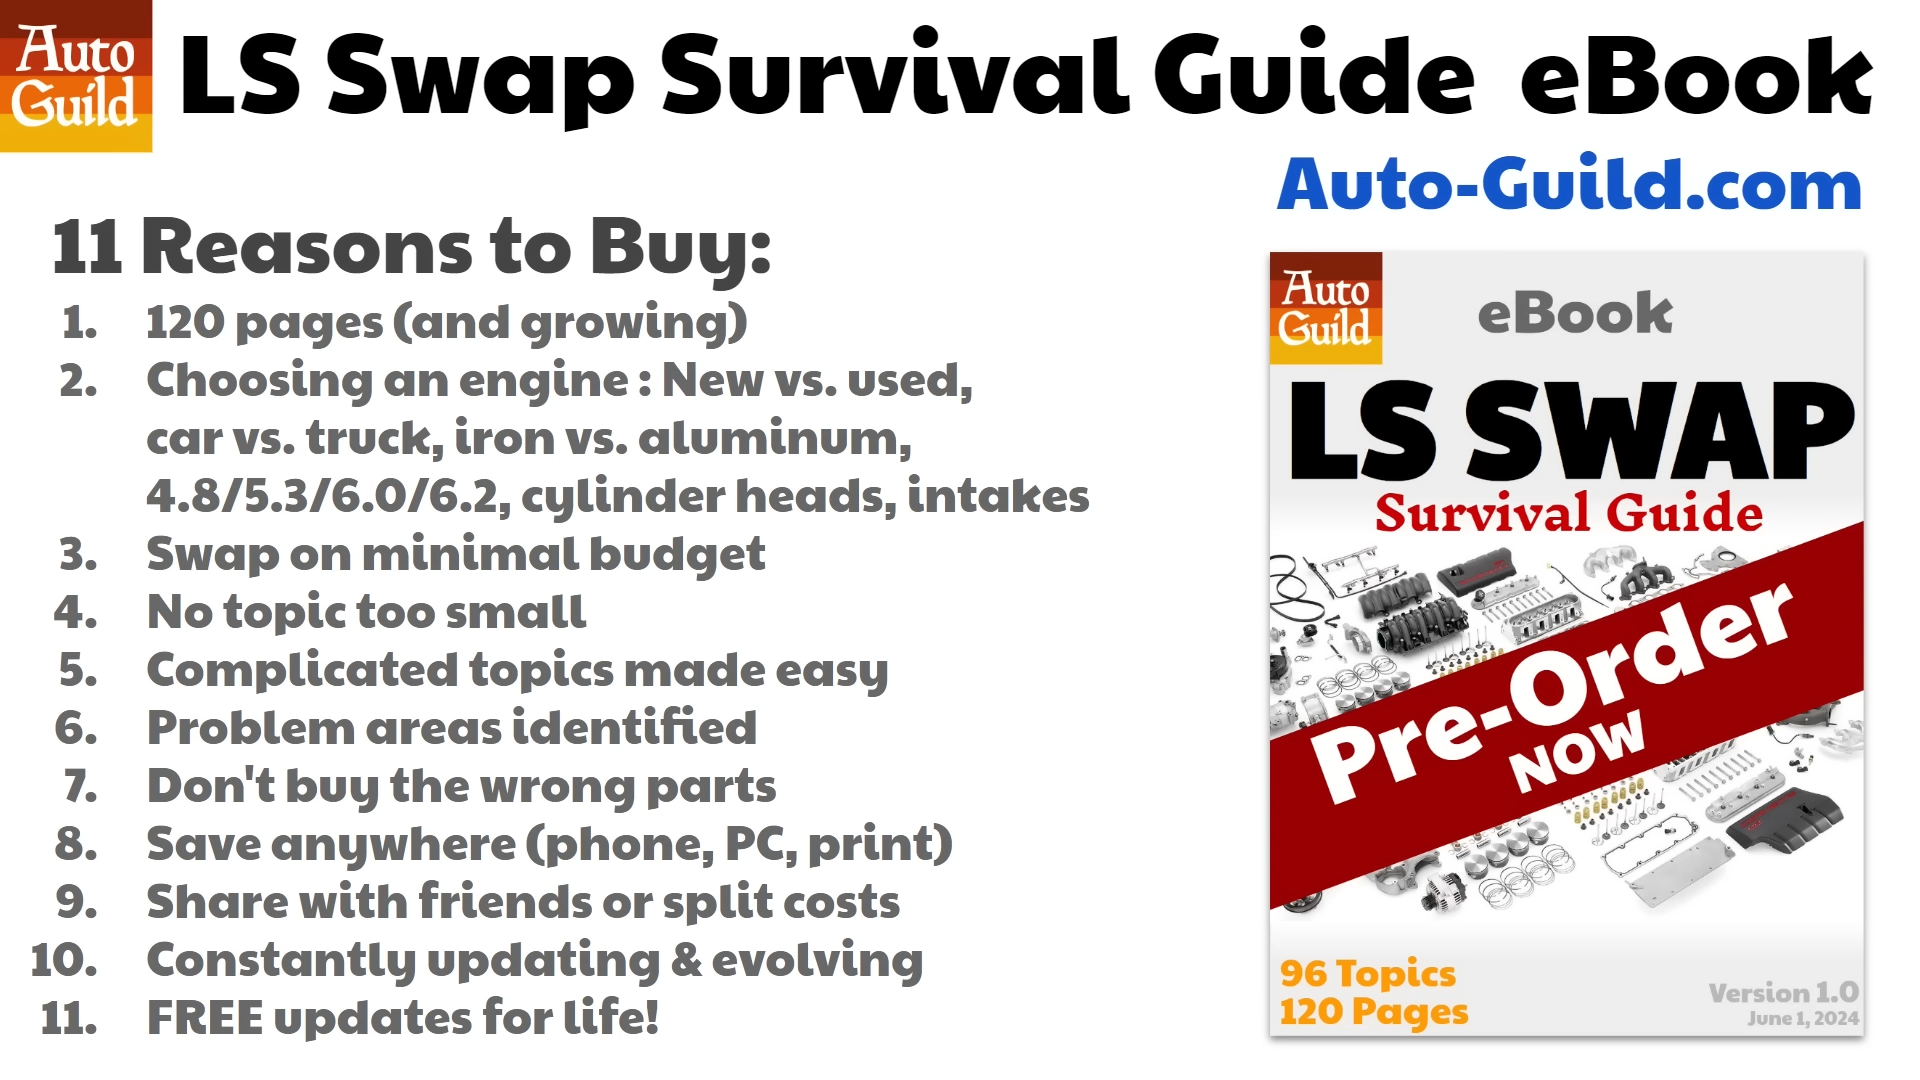 Auto
Guild
LS Swap Survival Guide eBook
Auto-Guild.com
11 Reasons to Buy:
1. 120 pages (and growing)
2. Choosing an engine : New vs. used,
car vs. truck, iron vs. aluminum,
4.8/5.3/6.0/6.2, cylinder heads, intakes
3. Swap on minimal budget
4. No topic too small
5. Complicated topics made easy
6. Problem areas identified
7. Don't buy the wrong parts
8. Save anywhere (phone, PC, print)
9. Share with friends or split costs
10. Constantly updating & evolving
11. FREE updates for life!
Auto
Guild
eBook
LS SWAP
Survival Guide
Pre-Order
NOW
96 Topics
120 Pages
Version 1.0
June 1, 2024